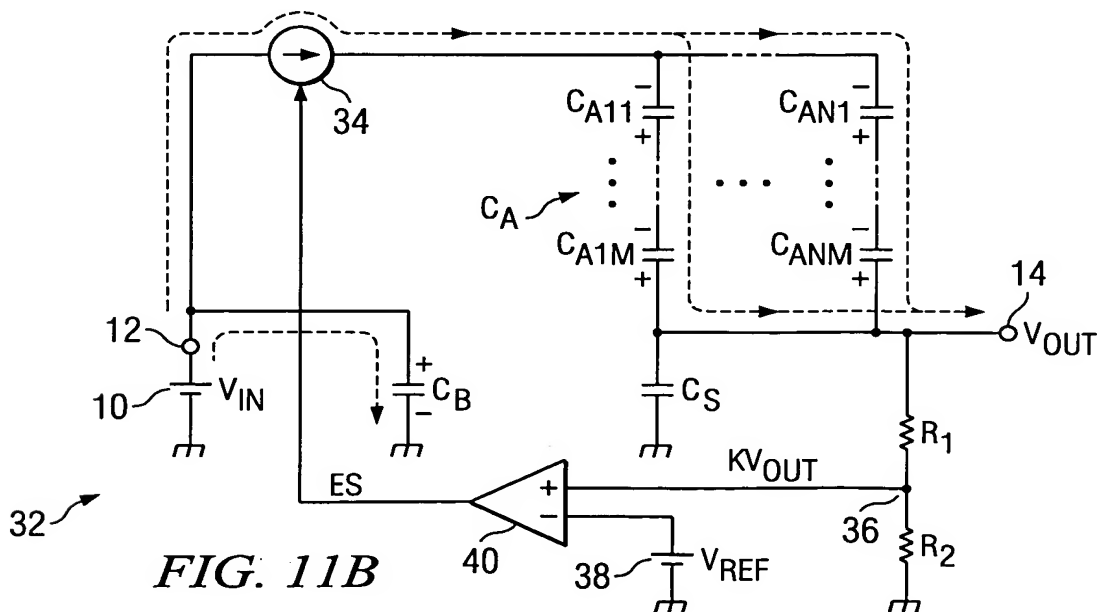 34
C_A11
C_AN1
−
+
−
+
C_A
C_A1M
C_ANM
−
+
−
+
12
14
V_OUT
10
V_IN
+
C_B
−
C_S
R_1
KV_OUT
ES
+
−
36
32
40
38
V_REF
R_2
FIG. 11B